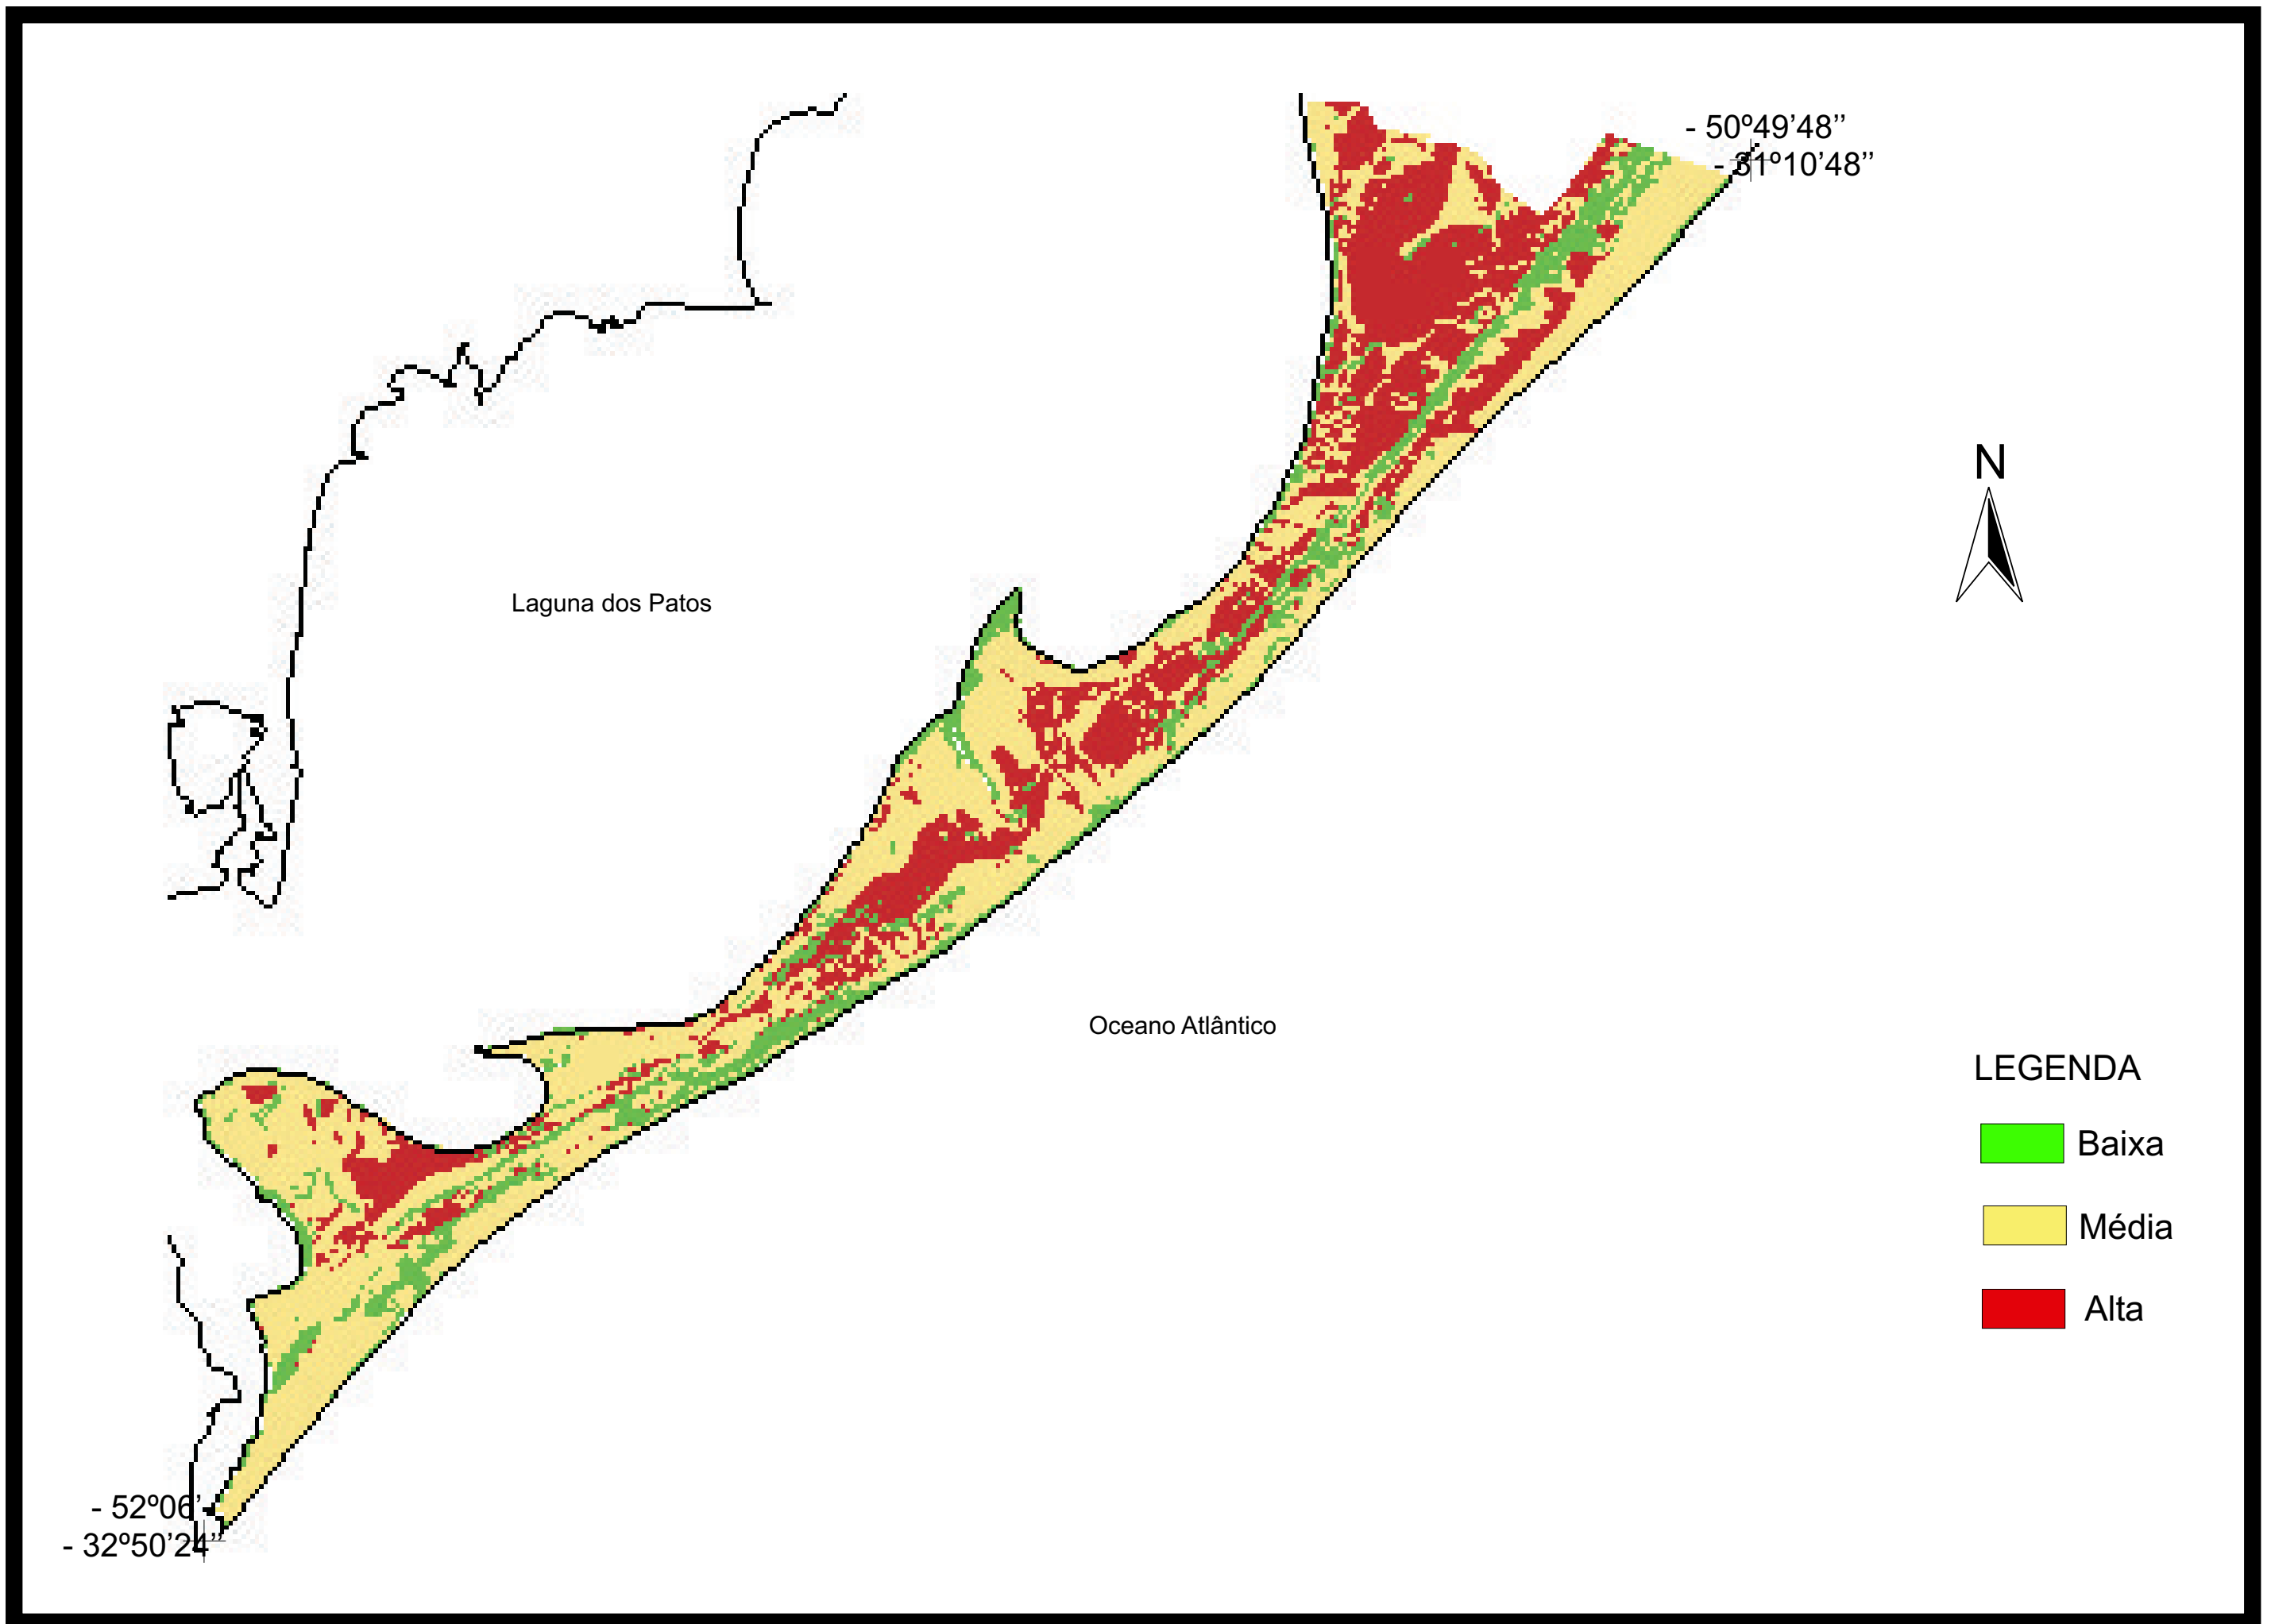 - 50º49’48’’
- 31º10’48’’
N
Laguna dos Patos
Oceano Atlântico
LEGENDA
Baixa
Média
Alta
- 52º06’
- 32º50’24’’